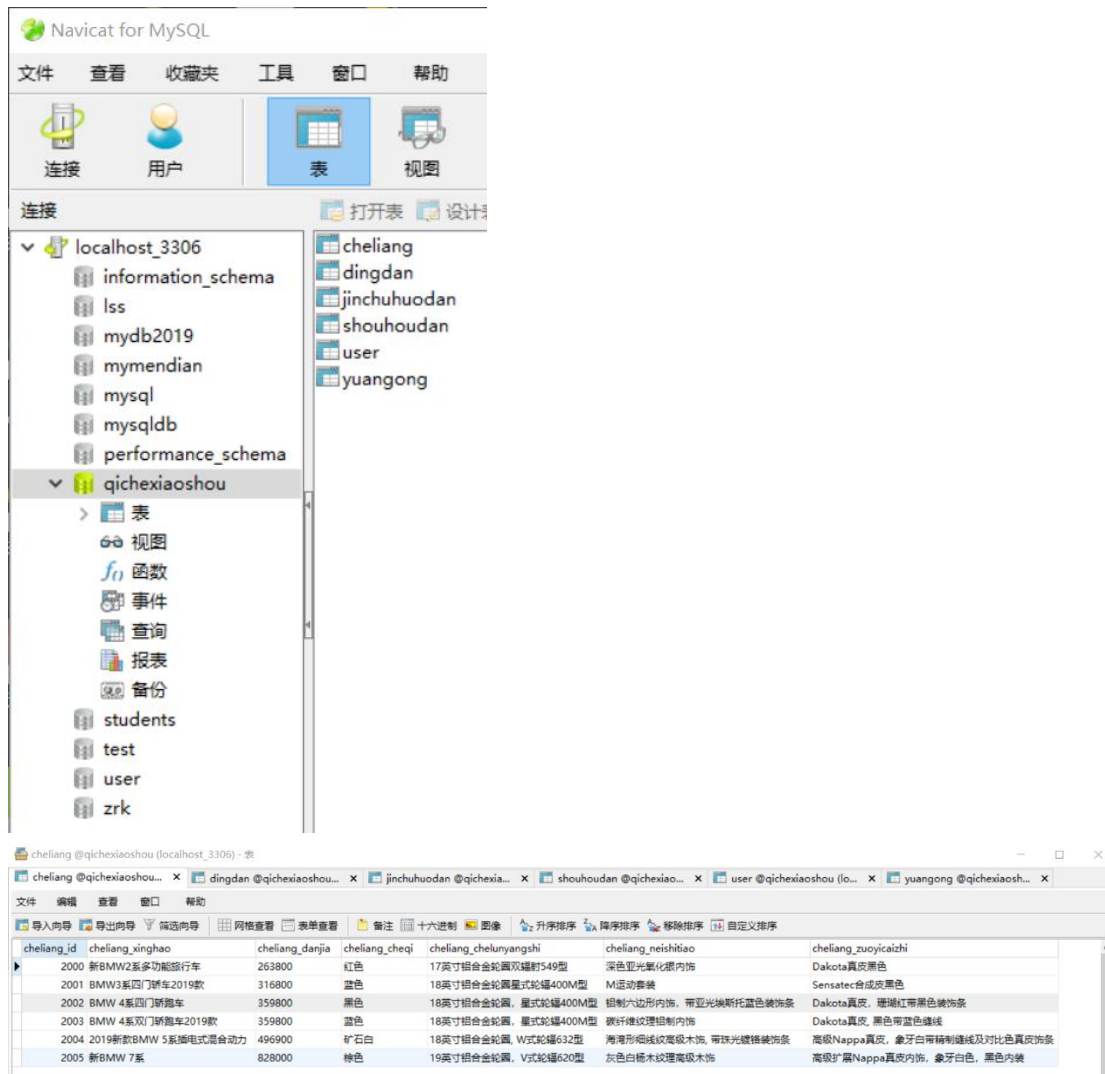 Navicat for MySQL
文件 查看 收藏夹 工具 窗口 帮助
连接 用户 表 视图
连接 打开表 设计表
localhost_3306
information_schema
lss
mydb2019
mymendian
mysql
mysqldb
performance_schema
qichexiaoshou
表
视图
函数
事件
查询
报表
备份
students
test
user
zrk
cheliang
dingdan
jinchuhuodan
shouhoudan
user
yuangong
cheliang @qichexiaoshou (localhost_3306) - 表
cheliang @qichexiaoshou... dingdan @qichexiaoshou... jinchuhuodan @qichexia... shouhoudan @qichexiao... user @qichexiaoshou (lo... yuangong @qichexiaosh...
文件 编辑 查看 窗口 帮助
导入向导 导出向导 筛选向导 网格查看 表单查看 备注 十六进制 图像 升序排序 降序排序 移除排序 自定义排序
cheliang_id cheliang_xinghao cheliang_danjia cheliang_cheqi cheliang_chelunyangshi cheliang_neishitiao cheliang_zuoyicaizhi
2000 新BMW2系多功能旅行车 263800 红色 17英寸铝合金轮圈双辐射549型 深色亚光氧化银内饰 Dakota真皮黑色
2001 BMW3系四门轿车2019款 316800 蓝色 18英寸铝合金轮圈星式轮辐400M型 M运动套装 Sensatec合成皮黑色
2002 BMW 4系四门轿跑车 359800 黑色 18英寸铝合金轮圈，星式轮辐400M型 铝制六边形内饰，带亚光埃斯托蓝色装饰条 Dakota真皮，珊瑚红带黑色装饰条
2003 BMW 4系双门轿跑车2019款 359800 蓝色 18英寸铝合金轮圈，星式轮辐400M型 碳纤维纹理铝制内饰 Dakota真皮, 黑色带蓝色缝线
2004 2019新款BMW 5系插电式混合动力 496900 矿石白 18英寸铝合金轮圈, W式轮辐632型 海湾形细线纹高级木饰, 带珠光镀铬装饰条 高级Nappa真皮，象牙白带精制缝线及对比色真皮饰条
2005 新BMW 7系 828000 棕色 19英寸铝合金轮圈，V式轮辐620型 灰色白杨木纹理高级木饰 高级扩展Nappa真皮内饰，象牙白色，黑色内装